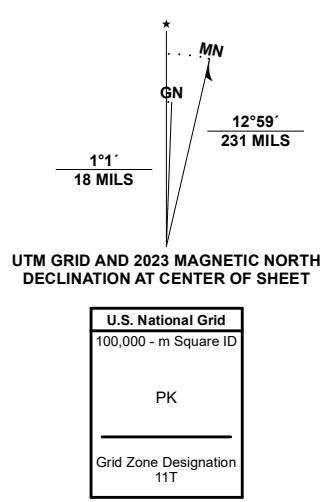 ★
MN
GN
12°59´
231 MILS
1°1´
18 MILS
UTM GRID AND 2023 MAGNETIC NORTH
DECLINATION AT CENTER OF SHEET
U.S. National Grid
100,000 - m Square ID
PK
Grid Zone Designation
11T